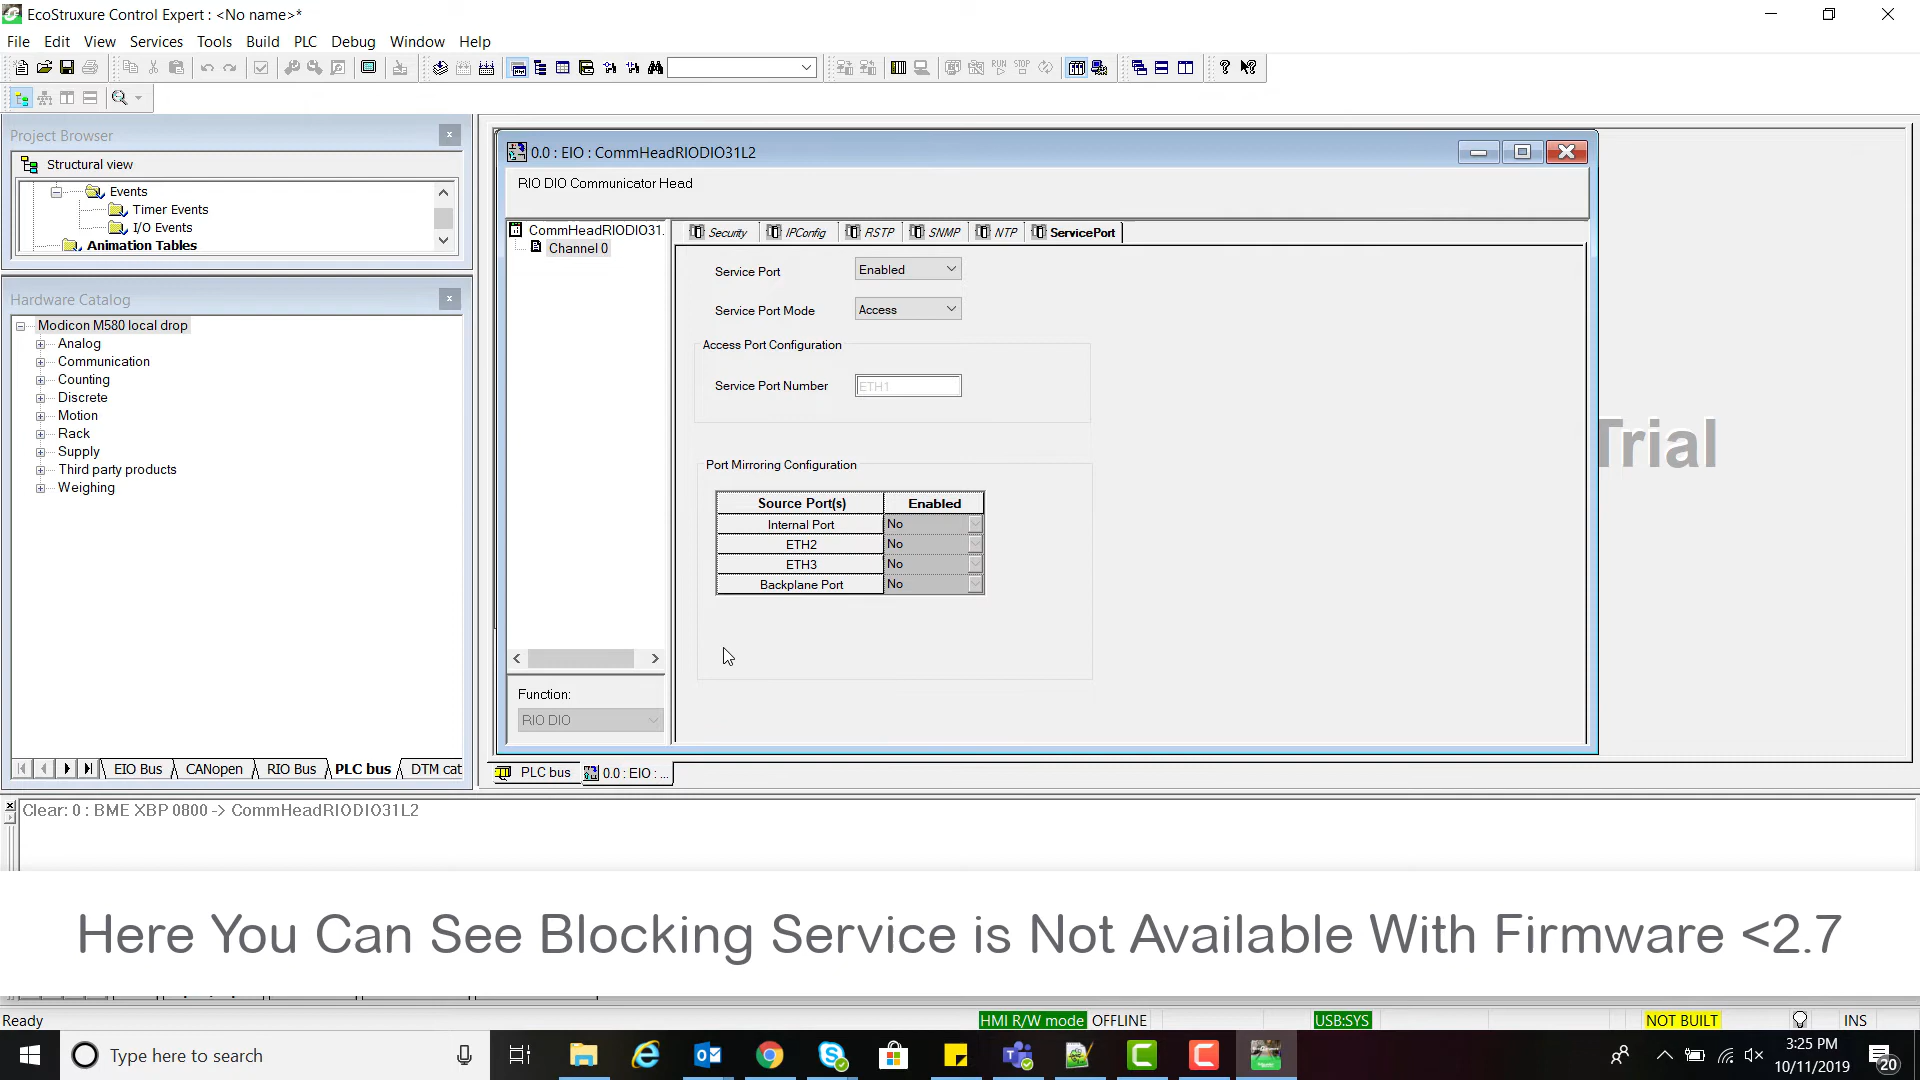 EcoStruxure Control Expert : <No name>*
File Edit View Services Tools Build PLC Debug Window Help
RUN STOP
Project Browser
Structural view
Events
Timer Events
I/O Events
Animation Tables
Hardware Catalog
Modicon M580 local drop
Analog
Communication
Counting
Discrete
Motion
Rack
Supply
Third party products
Weighing
EIO Bus CANopen RIO Bus PLC bus DTM cat
0.0 : EIO : CommHeadRIODIO31L2
RIO DIO Communicator Head
CommHeadRIODIO31.
Channel 0
Function:
RIO DIO
Security IPConfig RSTP SNMP NTP ServicePort
Service Port Enabled
Service Port Mode Access
Access Port Configuration
Service Port Number ETH1
Port Mirroring Configuration
Source Port(s) Enabled
Internal Port No
ETH2 No
ETH3 No
Backplane Port No
Trial
PLC bus 0.0 : EIO : ...
Clear: 0 : BME XBP 0800 -> CommHeadRIODIO31L2
Here You Can See Blocking Service is Not Available With Firmware <2.7
Ready HMI R/W mode OFFLINE USB:SYS NOT BUILT INS
Type here to search
3:25 PM
10/11/2019
20